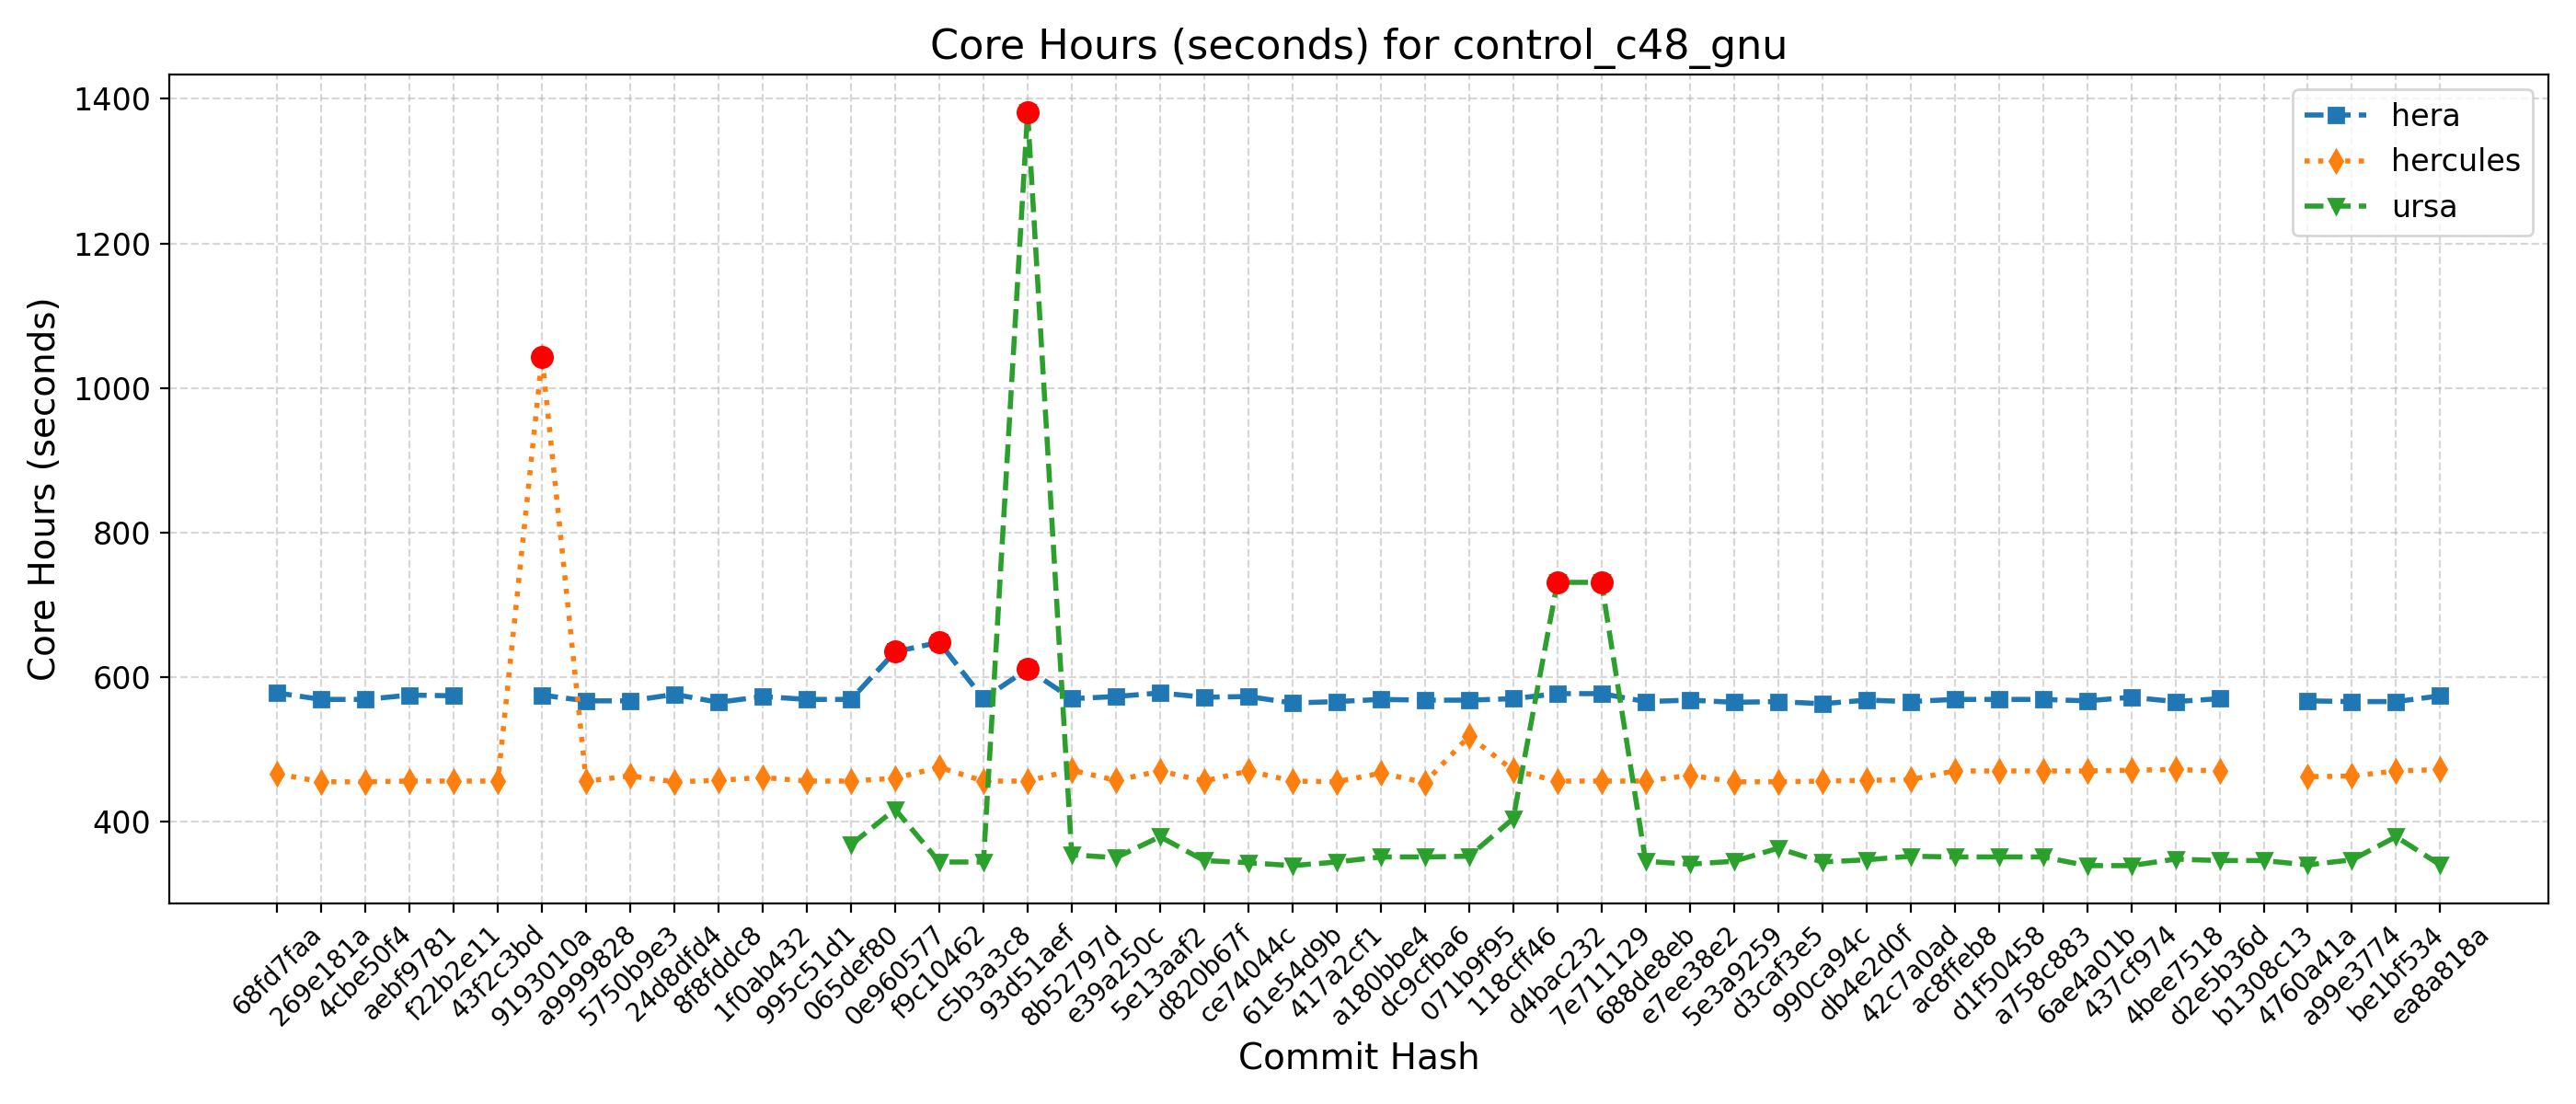 Core Hours (seconds) for control_c48_gnu
Core Hours (seconds)
1400
1200
1000
800
600
400
hera
hercules
ursa
68fd7faa
269e181a
4cbe50f4
aebf9781
f22b2e11
43f2c3bd
9193010a
a9999828
5750b9e3
24d8dfd4
8f8fddc8
1f0ab432
995c51d1
065def80
0e960577
f9c10462
c5b3a3c8
93d51aef
8b52797d
e39a250c
5e13aaf2
d820b67f
ce74044c
61e54d9b
417a2cf1
a180bbe4
dc9cfba6
071b9f95
118cff46
d4bac232
7e711129
688de8eb
e7ee38e2
5e3a9259
d3caf3e5
990ca94c
db4e2d0f
42c7a0ad
ac8ffeb8
d1f50458
a758c883
6ae4a01b
437cf974
4bee7518
d2e5b36d
b1308c13
4760a41a
a99e3774
be1bf534
ea8a818a
Commit Hash